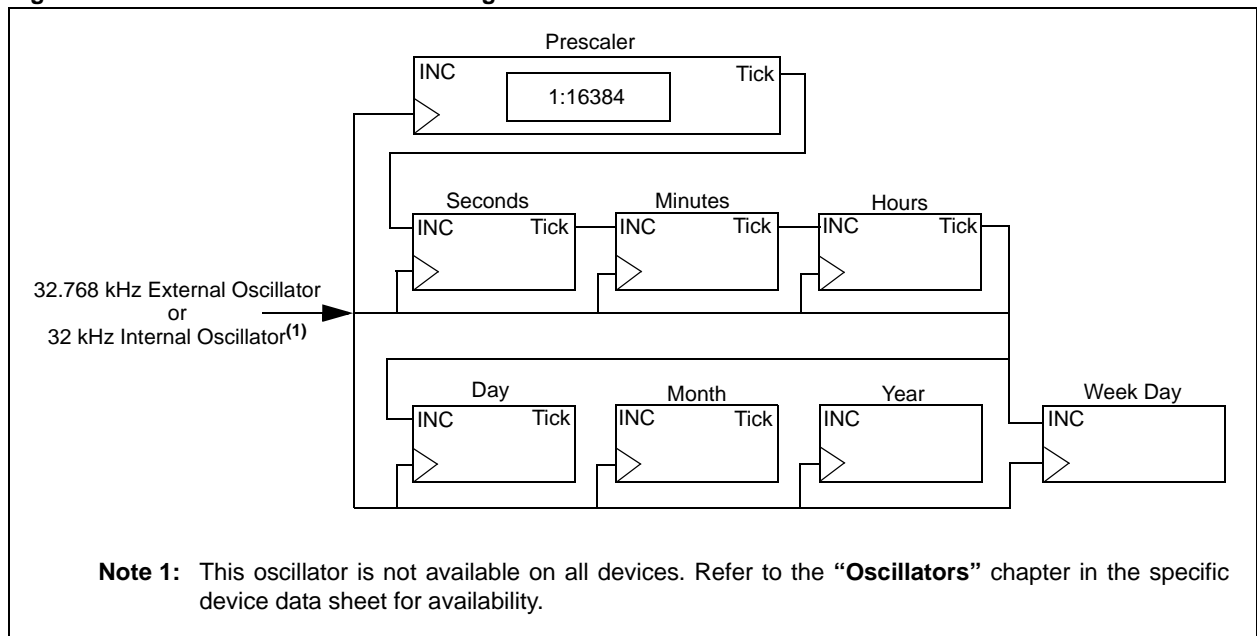 Prescaler
INC Tick
1:16384
Seconds Minutes Hours
INC Tick INC Tick INC Tick
32.768 kHz External Oscillator
or
32 kHz Internal Oscillator(1)
Day Month Year Week Day
INC Tick INC Tick INC INC
Note 1: This oscillator is not available on all devices. Refer to the “Oscillators” chapter in the specific
device data sheet for availability.